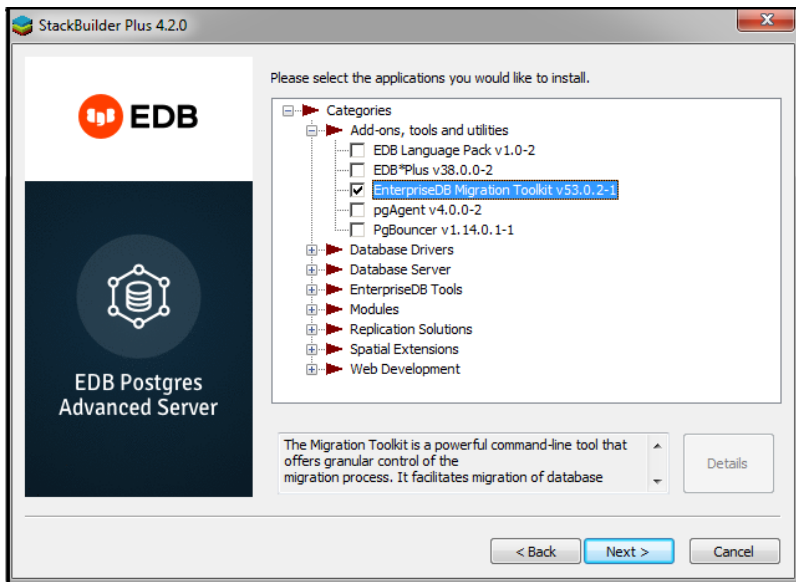 StackBuilder Plus 4.2.0
EDB
EDB Postgres
Advanced Server
Please select the applications you would like to install.
Categories
Add-ons, tools and utilities
EDB Language Pack v1.0-2
EDB*Plus v38.0.0-2
EnterpriseDB Migration Toolkit v53.0.2-1
pgAgent v4.0.0-2
PgBouncer v1.14.0.1-1
Database Drivers
Database Server
EnterpriseDB Tools
Modules
Replication Solutions
Spatial Extensions
Web Development
The Migration Toolkit is a powerful command-line tool that
offers granular control of the
migration process. It facilitates migration of database
Details
< Back
Next >
Cancel